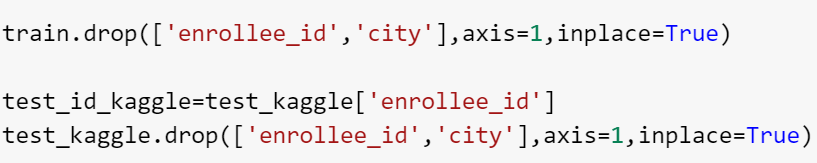 train.drop(['enrollee_id','city'],axis=1,inplace=True)
test_id_kaggle=test_kaggle['enrollee_id']
test_kaggle.drop(['enrollee_id','city'],axis=1,inplace=True)